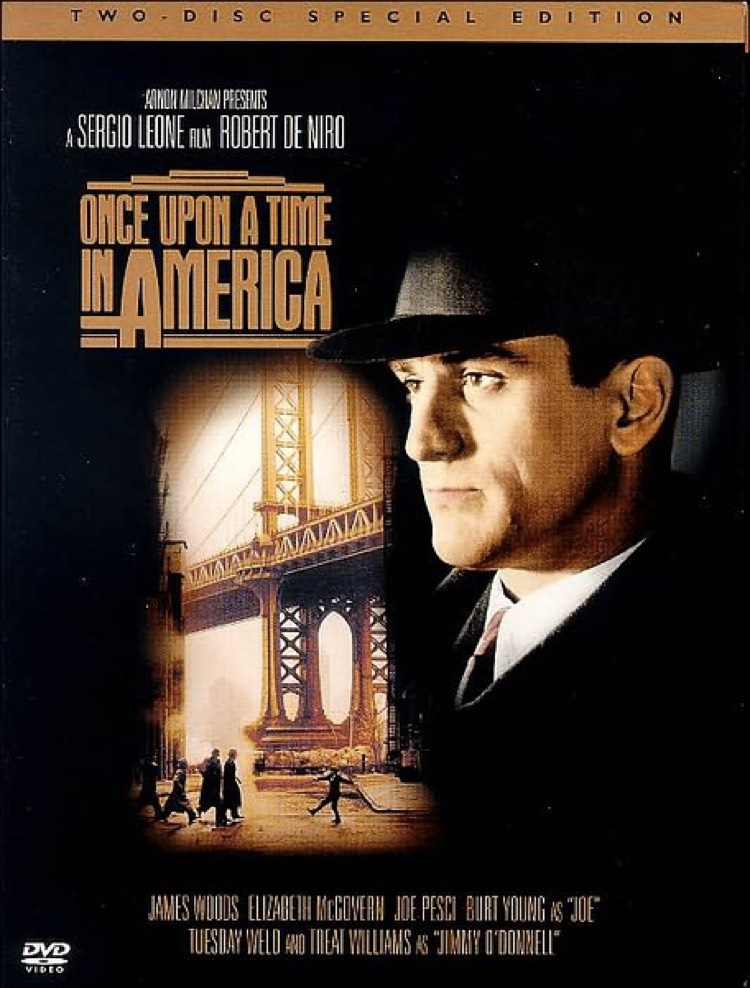 TWO-DISC SPECIAL EDITION
ARNON MILCHAN PRESENTS
A SERGIO LEONE FILM ROBERT DE NIRO
ONCE UPON A TIME
IN AMERICA
JAMES WOODS ELIZABETH McGOVERN JOE PESCI BURT YOUNG AS "JOE"
TUESDAY WELD AND TREAT WILLIAMS AS "JIMMY O'DONNELL"
DVD
VIDEO